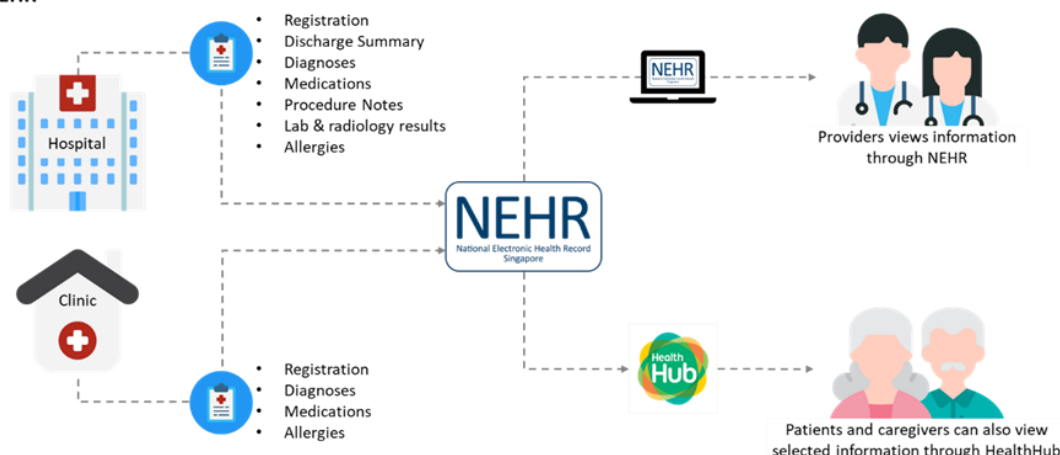 Hospital
• Registration
• Discharge Summary
• Diagnoses
• Medications
• Procedure Notes
• Lab & radiology results
• Allergies
NEHR
Providers views information
through NEHR
NEHR
National Electronic Health Record
Singapore
Clinic
• Registration
• Diagnoses
• Medications
• Allergies
Health
Hub
Patients and caregivers can also view
selected information through HealthHub